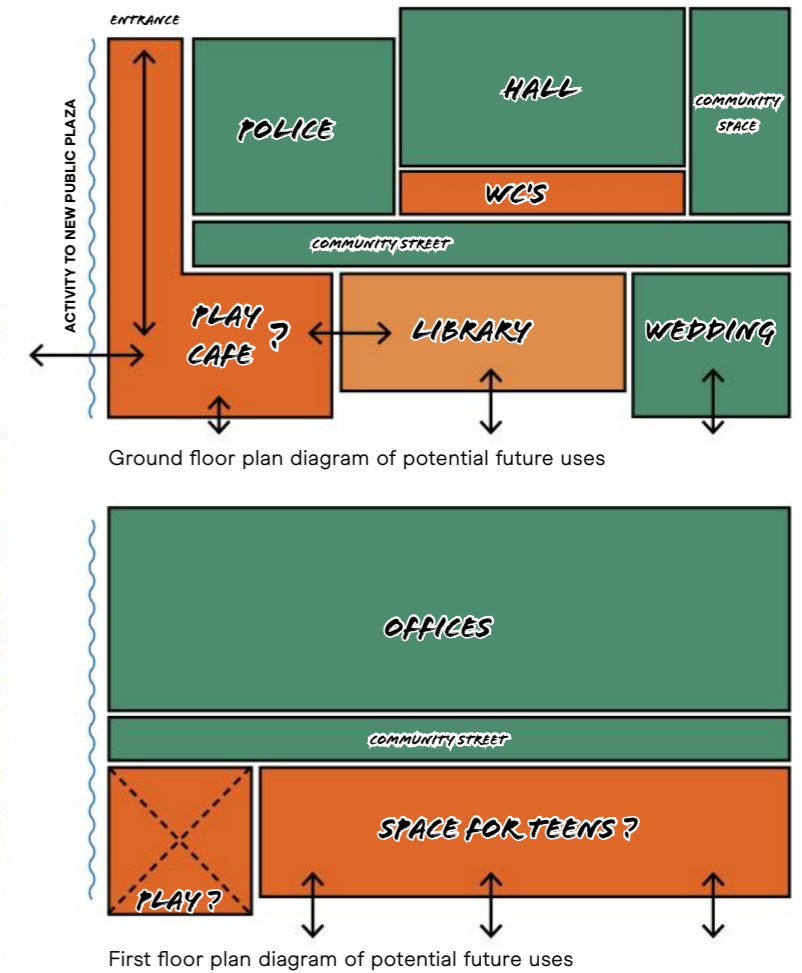 ENTRANCE
ACTIVITY TO NEW PUBLIC PLAZA
POLICE
HALL
COMMUNITY
SPACE
WC'S
COMMUNITY STREET
PLAY
CAFE ?
LIBRARY
WEDDING
Ground floor plan diagram of potential future uses
OFFICES
COMMUNITY STREET
SPACE FOR TEENS ?
PLAY ?
First floor plan diagram of potential future uses